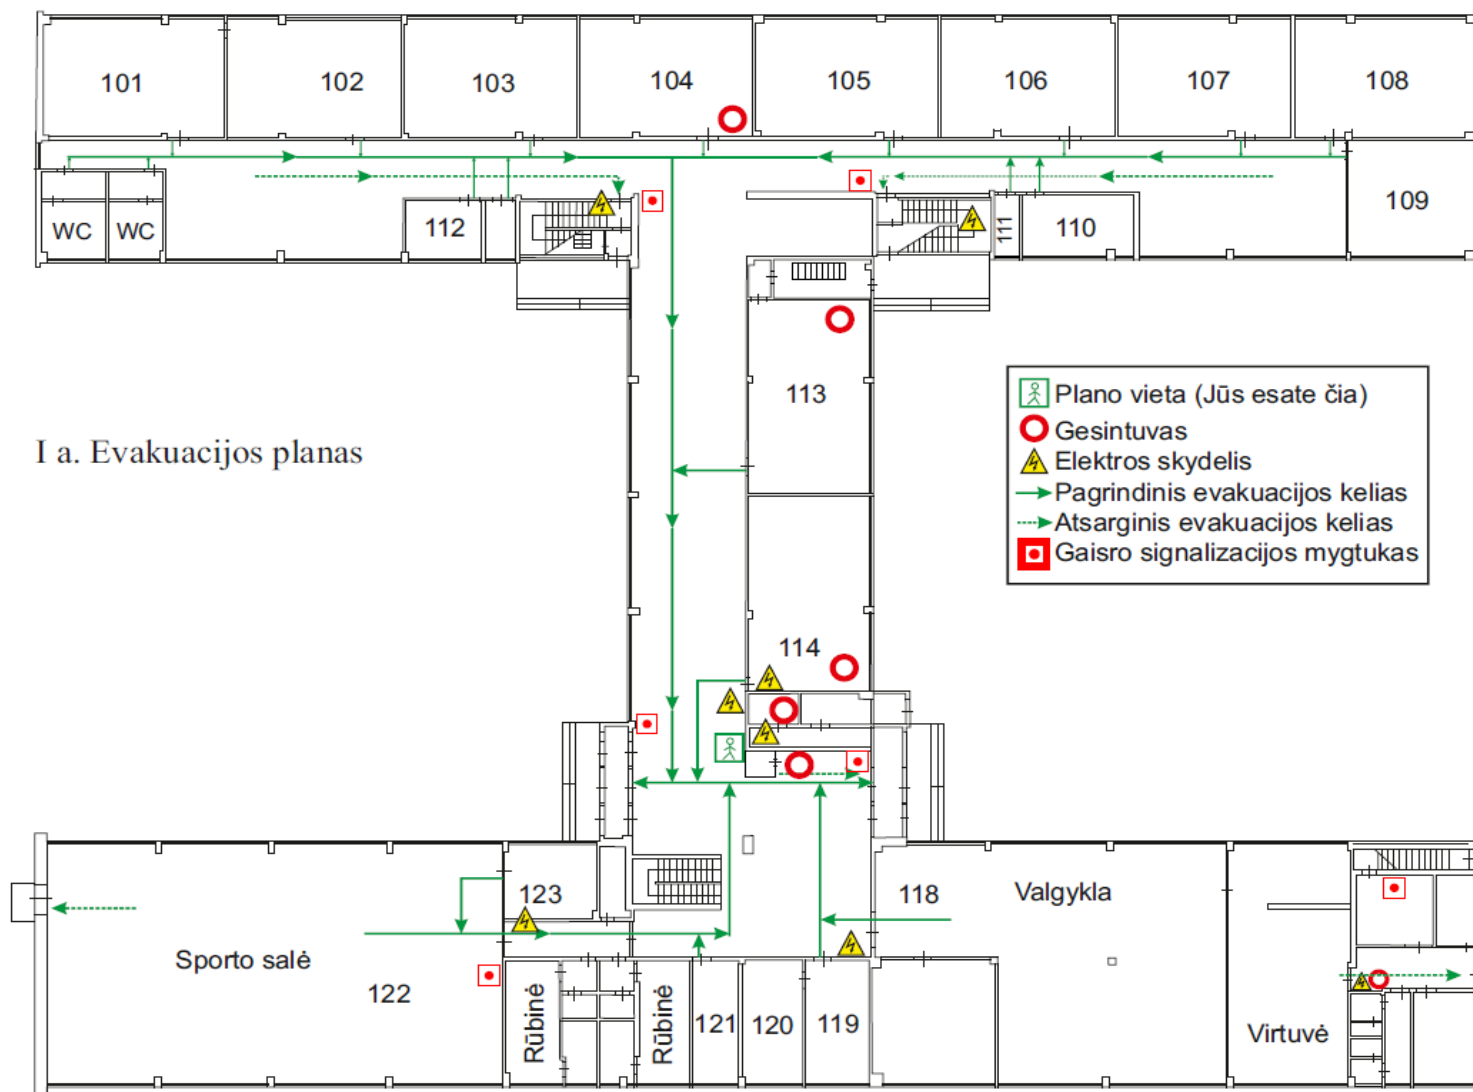 101 102 103 104 105 106 107 108
109
WC WC 112 111 110
113
I a. Evakuacijos planas
Plano vieta (Jūs esate čia)
Gesintuvas
Elektros skydelis
Pagrindinis evakuacijos kelias
Atsarginis evakuacijos kelias
Gaisro signalizacijos mygtukas
114
123 118 Valgykla
Sporto salė
122
Rūbinė Rūbinė 121 120 119 Virtuvė